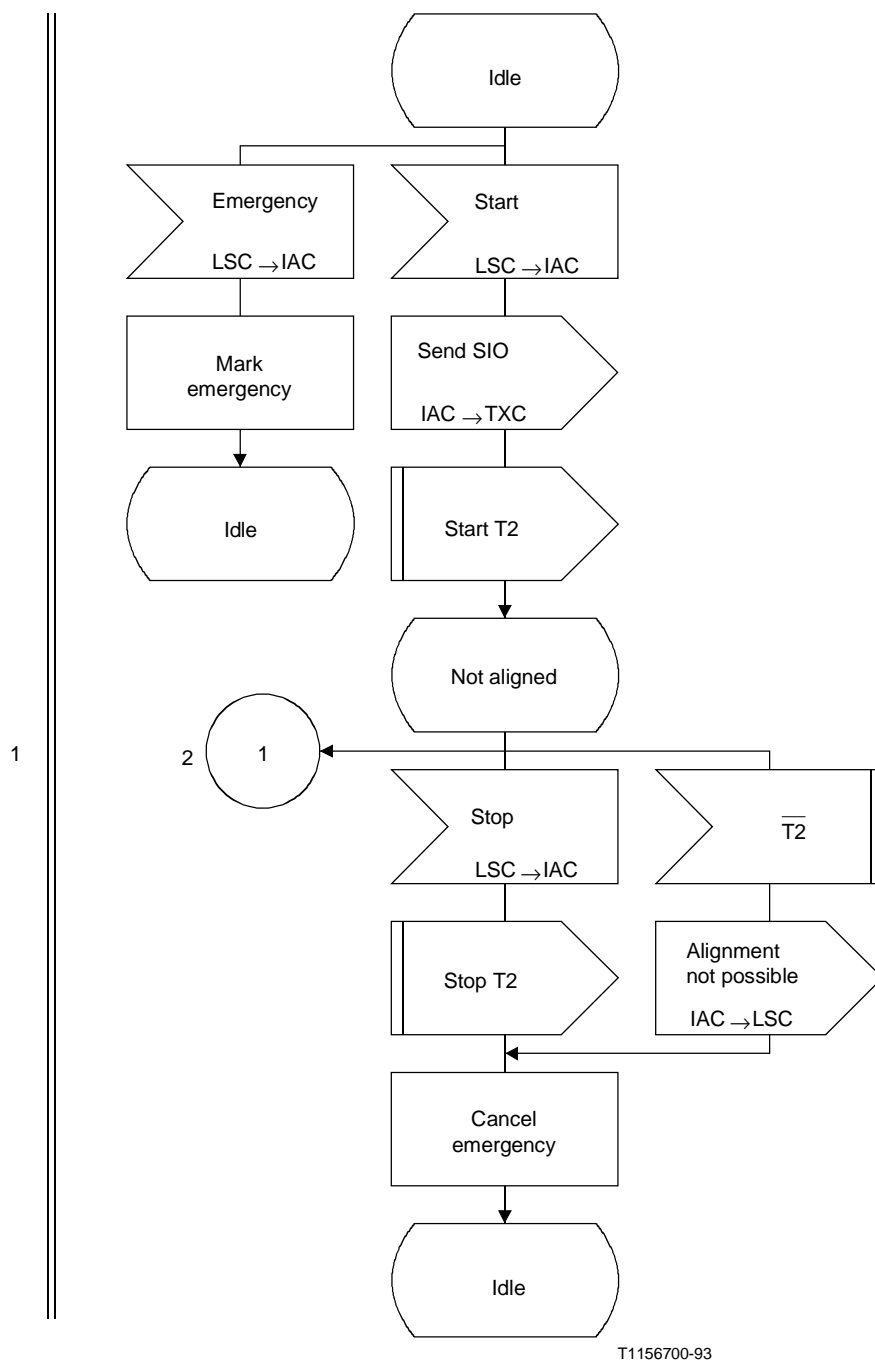 Idle
Emergency
LSC → IAC
Start
LSC → IAC
Mark
emergency
Send SIO
IAC → TXC
Idle
Start T2
Not aligned
1
2
1
Stop
LSC → IAC
T2
Stop T2
Alignment
not possible
IAC → LSC
Cancel
emergency
Idle
T1156700-93